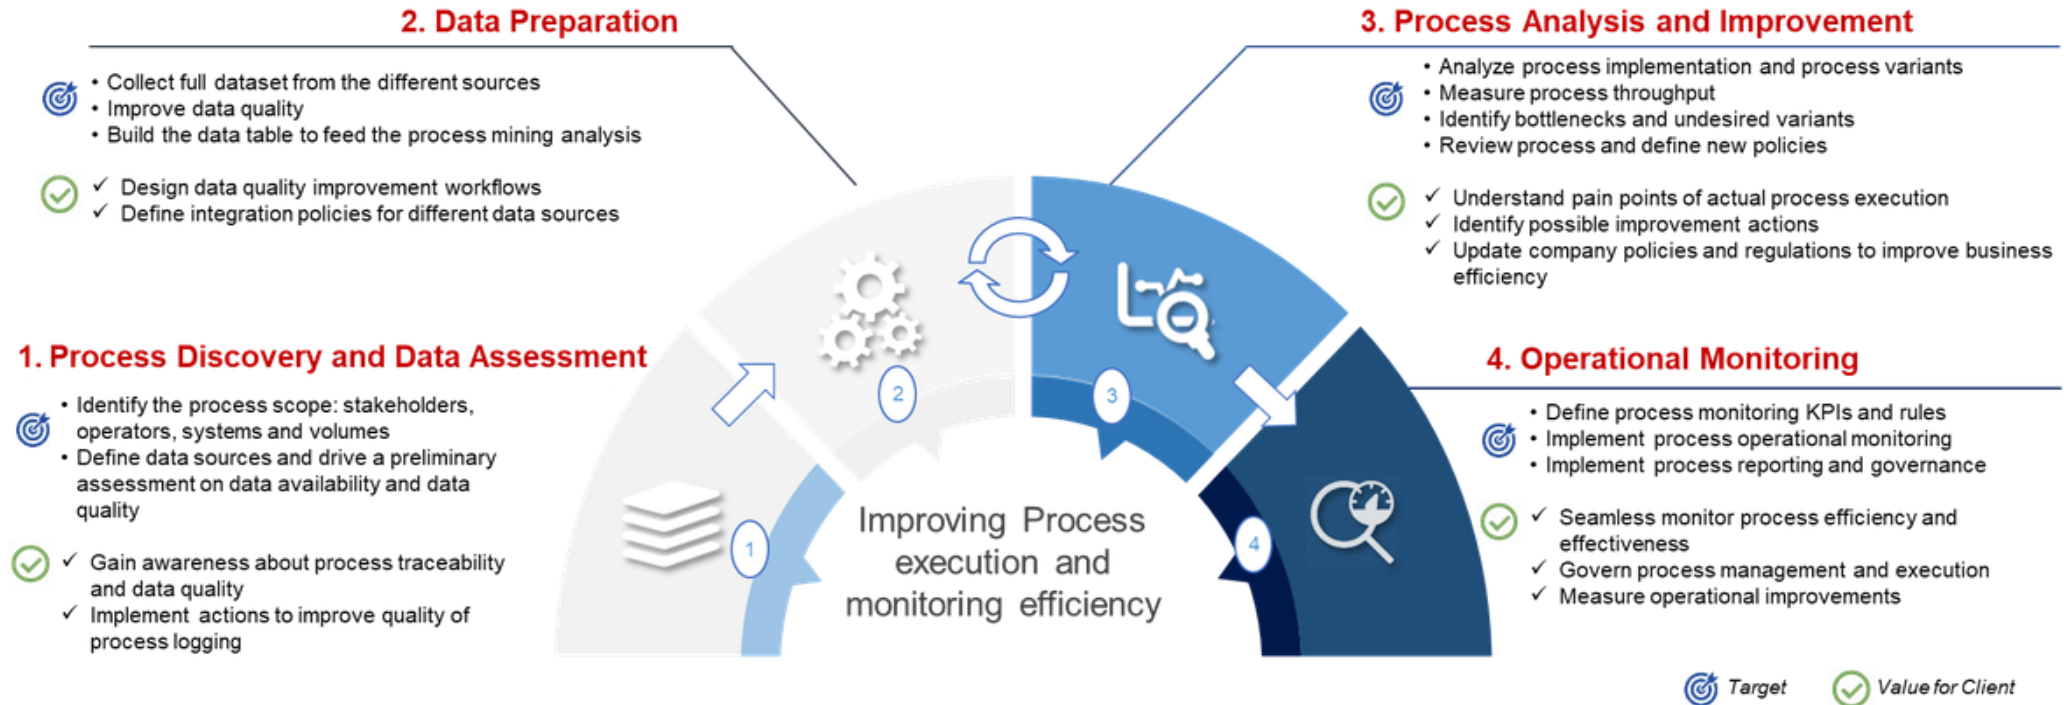 2. Data Preparation
• Collect full dataset from the different sources
• Improve data quality
• Build the data table to feed the process mining analysis
✓ Design data quality improvement workflows
✓ Define integration policies for different data sources
3. Process Analysis and Improvement
• Analyze process implementation and process variants
• Measure process throughput
• Identify bottlenecks and undesired variants
• Review process and define new policies
✓ Understand pain points of actual process execution
✓ Identify possible improvement actions
✓ Update company policies and regulations to improve business
efficiency
1. Process Discovery and Data Assessment
• Identify the process scope: stakeholders,
operators, systems and volumes
• Define data sources and drive a preliminary
assessment on data availability and data
quality
✓ Gain awareness about process traceability
and data quality
✓ Implement actions to improve quality of
process logging
4. Operational Monitoring
• Define process monitoring KPIs and rules
• Implement process operational monitoring
• Implement process reporting and governance
✓ Seamless monitor process efficiency and
effectiveness
✓ Govern process management and execution
✓ Measure operational improvements
1
2
3
4
Improving Process
execution and
monitoring efficiency
Target
Value for Client